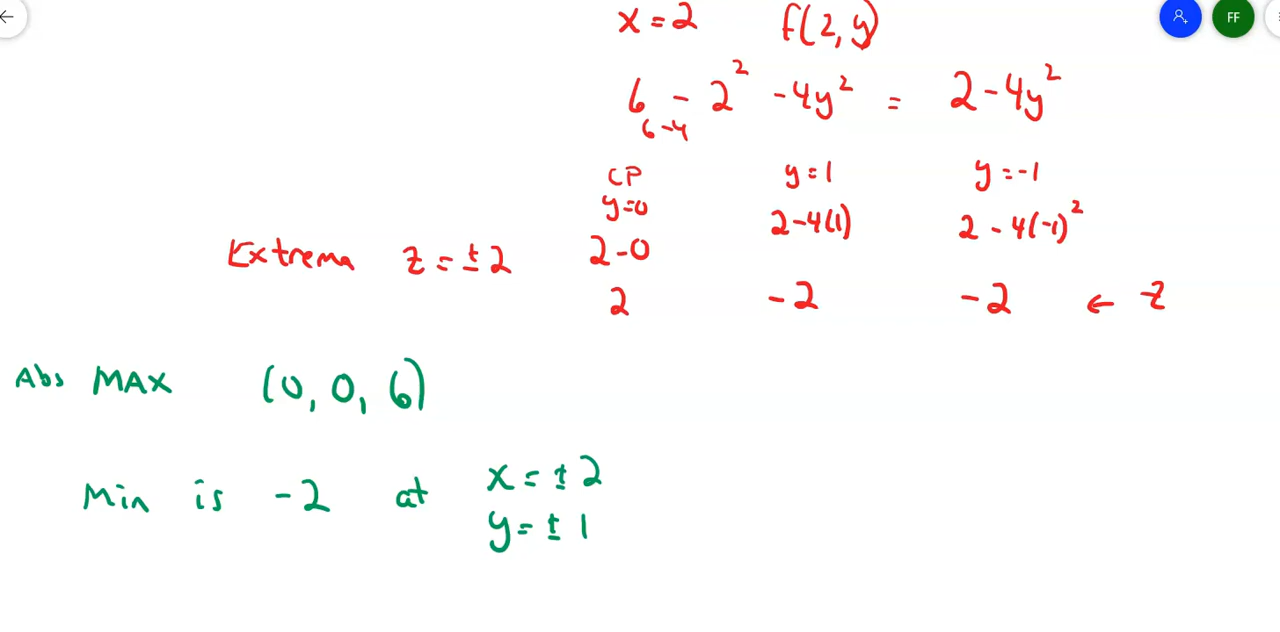 FF
x = 2 f(2, y)
6 - 2² - 4y² = 2 - 4y²
6-4
CP y = 1 y = -1
y = 0 2 - 4(1) 2 - 4(-1)²
Extrema z = ± 2 2 - 0
2 -2 -2 ← z
Abs MAX (0, 0, 6)
Min is -2 at x = ± 2
y = ± 1